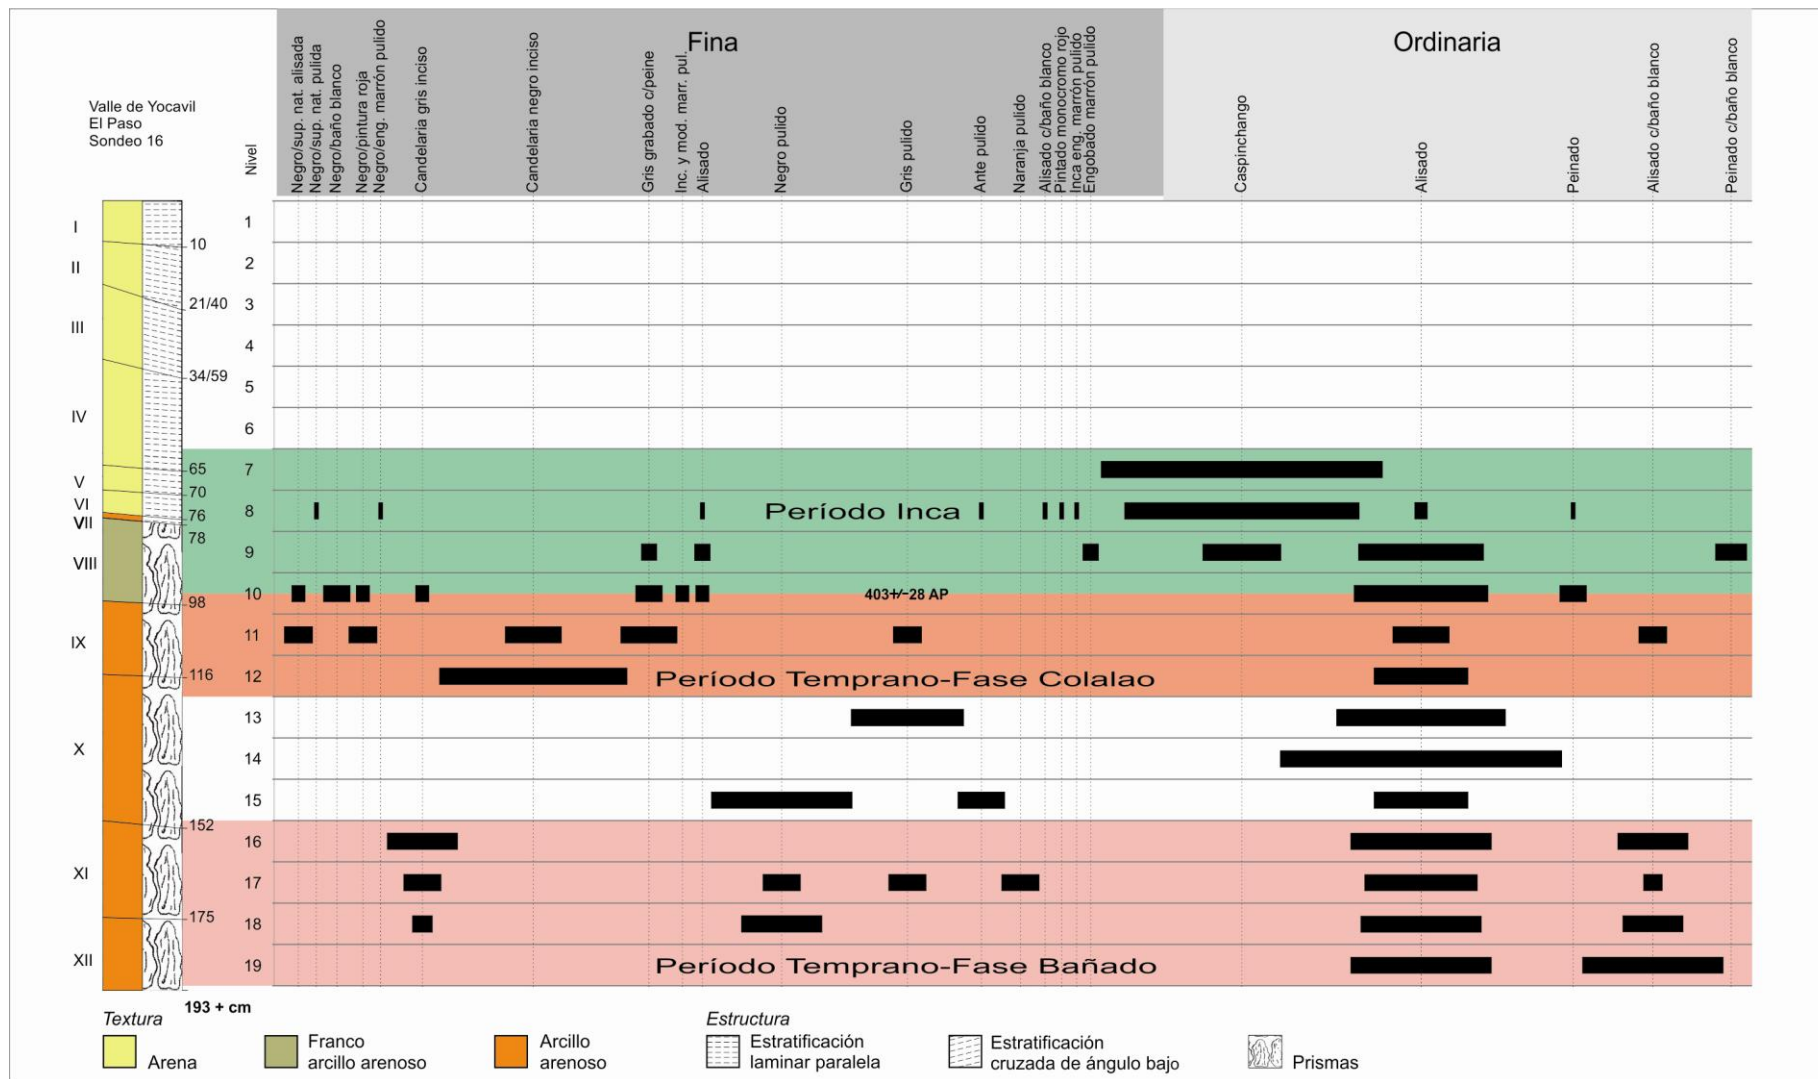 Fina
Ordinaria
Valle de Yocavil
El Paso
Sondeo 16
Nivel
Negro/sup. nat. alisada
Negro/sup. nat. pulida
Negro/baño blanco
Negro/pintura roja
Negro/eng. marrón pulido
Candelaria gris inciso
Candelaria negro inciso
Gris grabado c/peine
Inc. y mod. marr. pul.
Alisado
Negro pulido
Gris pulido
Ante pulido
Naranja pulido
Alisado c/baño blanco
Pintado monocromo rojo
Inca eng. marrón pulido
Engobado marrón pulido
Caspinchango
Alisado
Peinado
Alisado c/baño blanco
Peinado c/baño blanco
I
1
10
II
2
21/40
3
III
4
34/59
5
IV
6
65
7
V
70
VI
8
Período Inca
76
VII
78
VIII
9
10
403+/-28 AP
98
IX
11
116
12
Período Temprano-Fase Colalao
13
X
14
15
152
16
XI
17
175
18
XII
19
Período Temprano-Fase Bañado
193 + cm
Textura
Arena
Franco
arcillo arenoso
Arcillo
arenoso
Estructura
Estratificación
laminar paralela
Estratificación
cruzada de ángulo bajo
Prismas